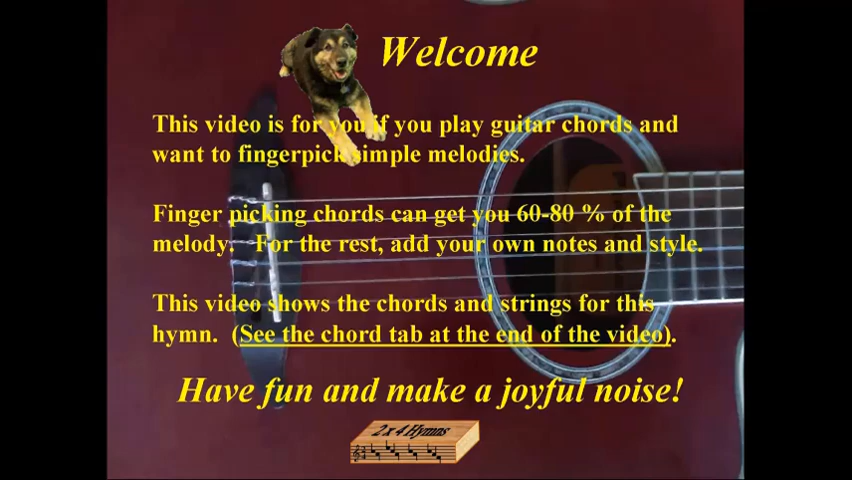 Welcome
This video is for you if you play guitar chords and
want to fingerpick simple melodies.
Finger picking chords can get you 60-80 % of the
melody. For the rest, add your own notes and style.
This video shows the chords and strings for this
hymn. (See the chord tab at the end of the video).
Have fun and make a joyful noise!
2 x 4 Hymns